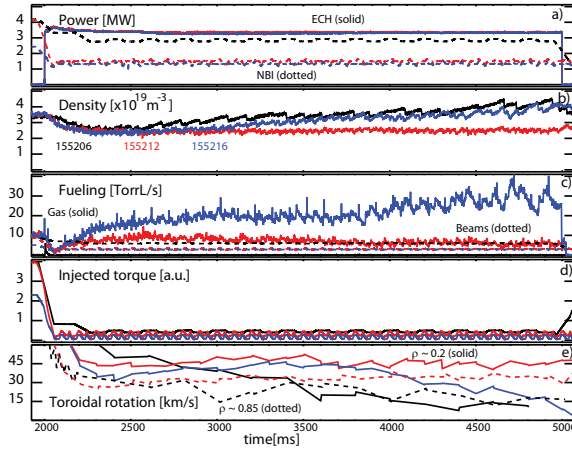 Power [MW]
ECH (solid)
a)
NBI (dotted)
4
3
2
1
Density [x10¹⁹m⁻³]
b)
155206
155212
155216
4
3
2
1
Fueling [TorrL/s]
c)
Gas (solid)
Beams (dotted)
30
20
10
Injected torque [a.u.]
d)
3
2
1
e)
ρ ~ 0.2 (solid)
Toroidal rotation [km/s]
ρ ~ 0.85 (dotted)
45
30
15
2000
2500
3000
3500
4000
4500
5000
time[ms]